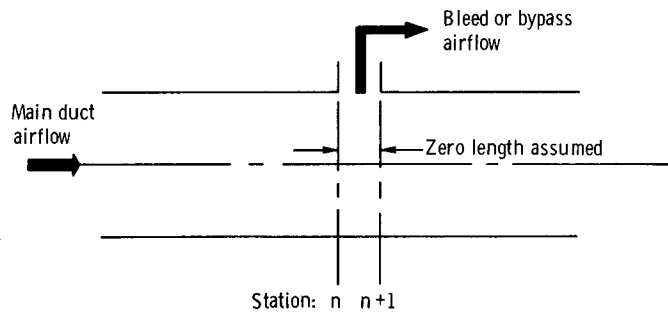 Bleed or bypass
airflow
Main duct
airflow
Zero length assumed
Station: n n+1